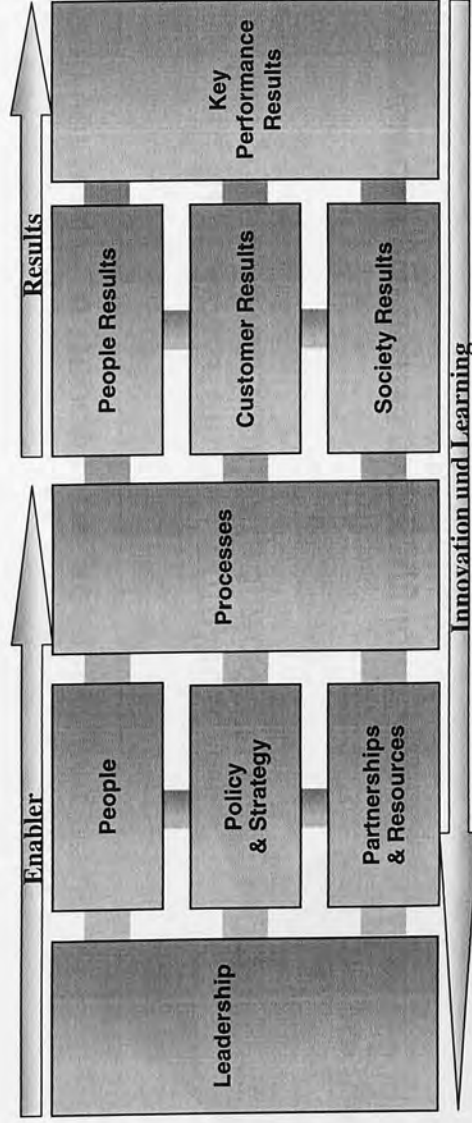 Enabler
Results
Leadership
People
Policy
& Strategy
Partnerships
& Resources
Processes
People Results
Customer Results
Society Results
Key
Performance
Results
Innovation und Learning